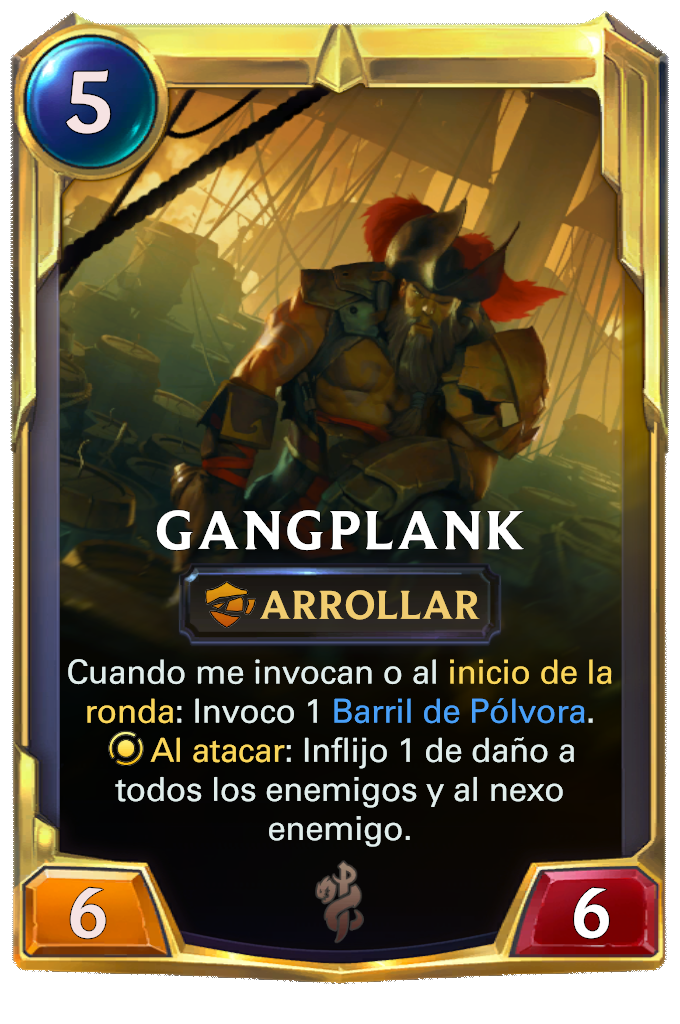 5
GANGPLANK
ARROLLAR
Cuando me invocan o al inicio de la
ronda: Invoco 1 Barril de Pólvora.
Al atacar: Inflijo 1 de daño a
todos los enemigos y al nexo
enemigo.
6
6